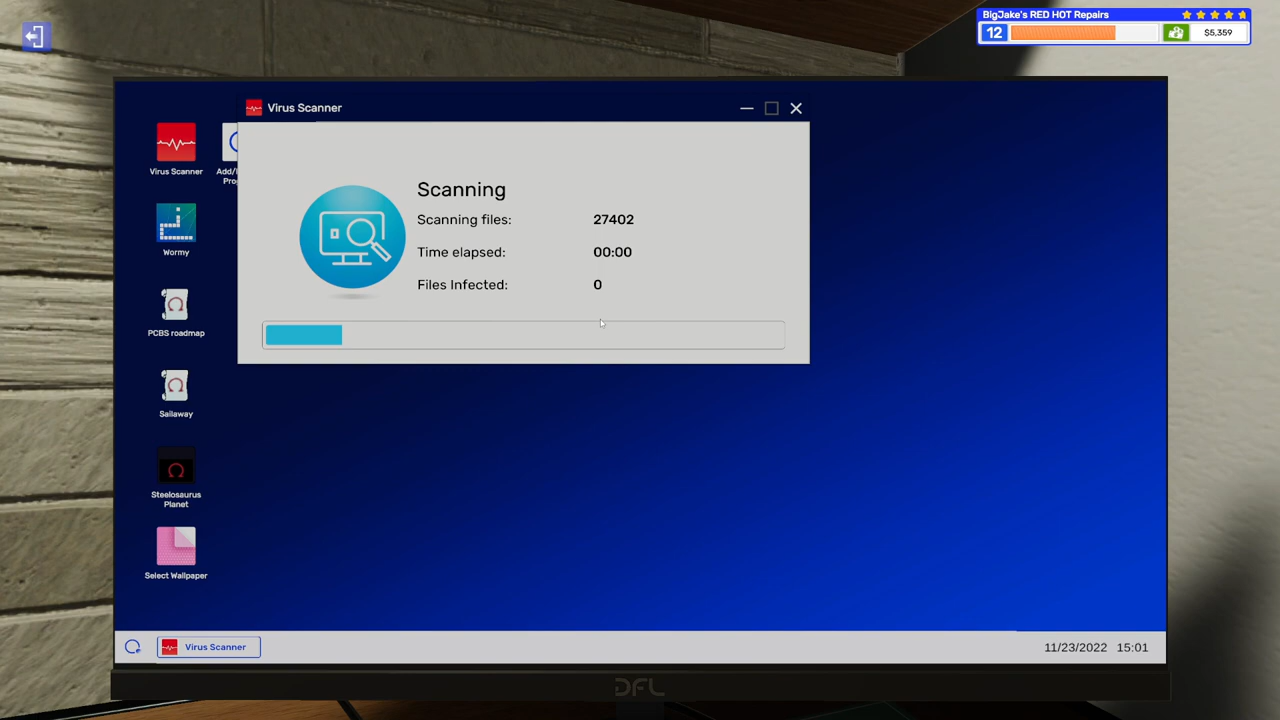 BigJake's RED HOT Repairs
12
$5,359
Virus Scanner
Virus Scanner
Wormy
PCBS roadmap
Sailaway
Steelosaurus
Planet
Select Wallpaper
Scanning
Scanning files: 27402
Time elapsed: 00:00
Files Infected: 0
Virus Scanner
11/23/2022 15:01
DFL